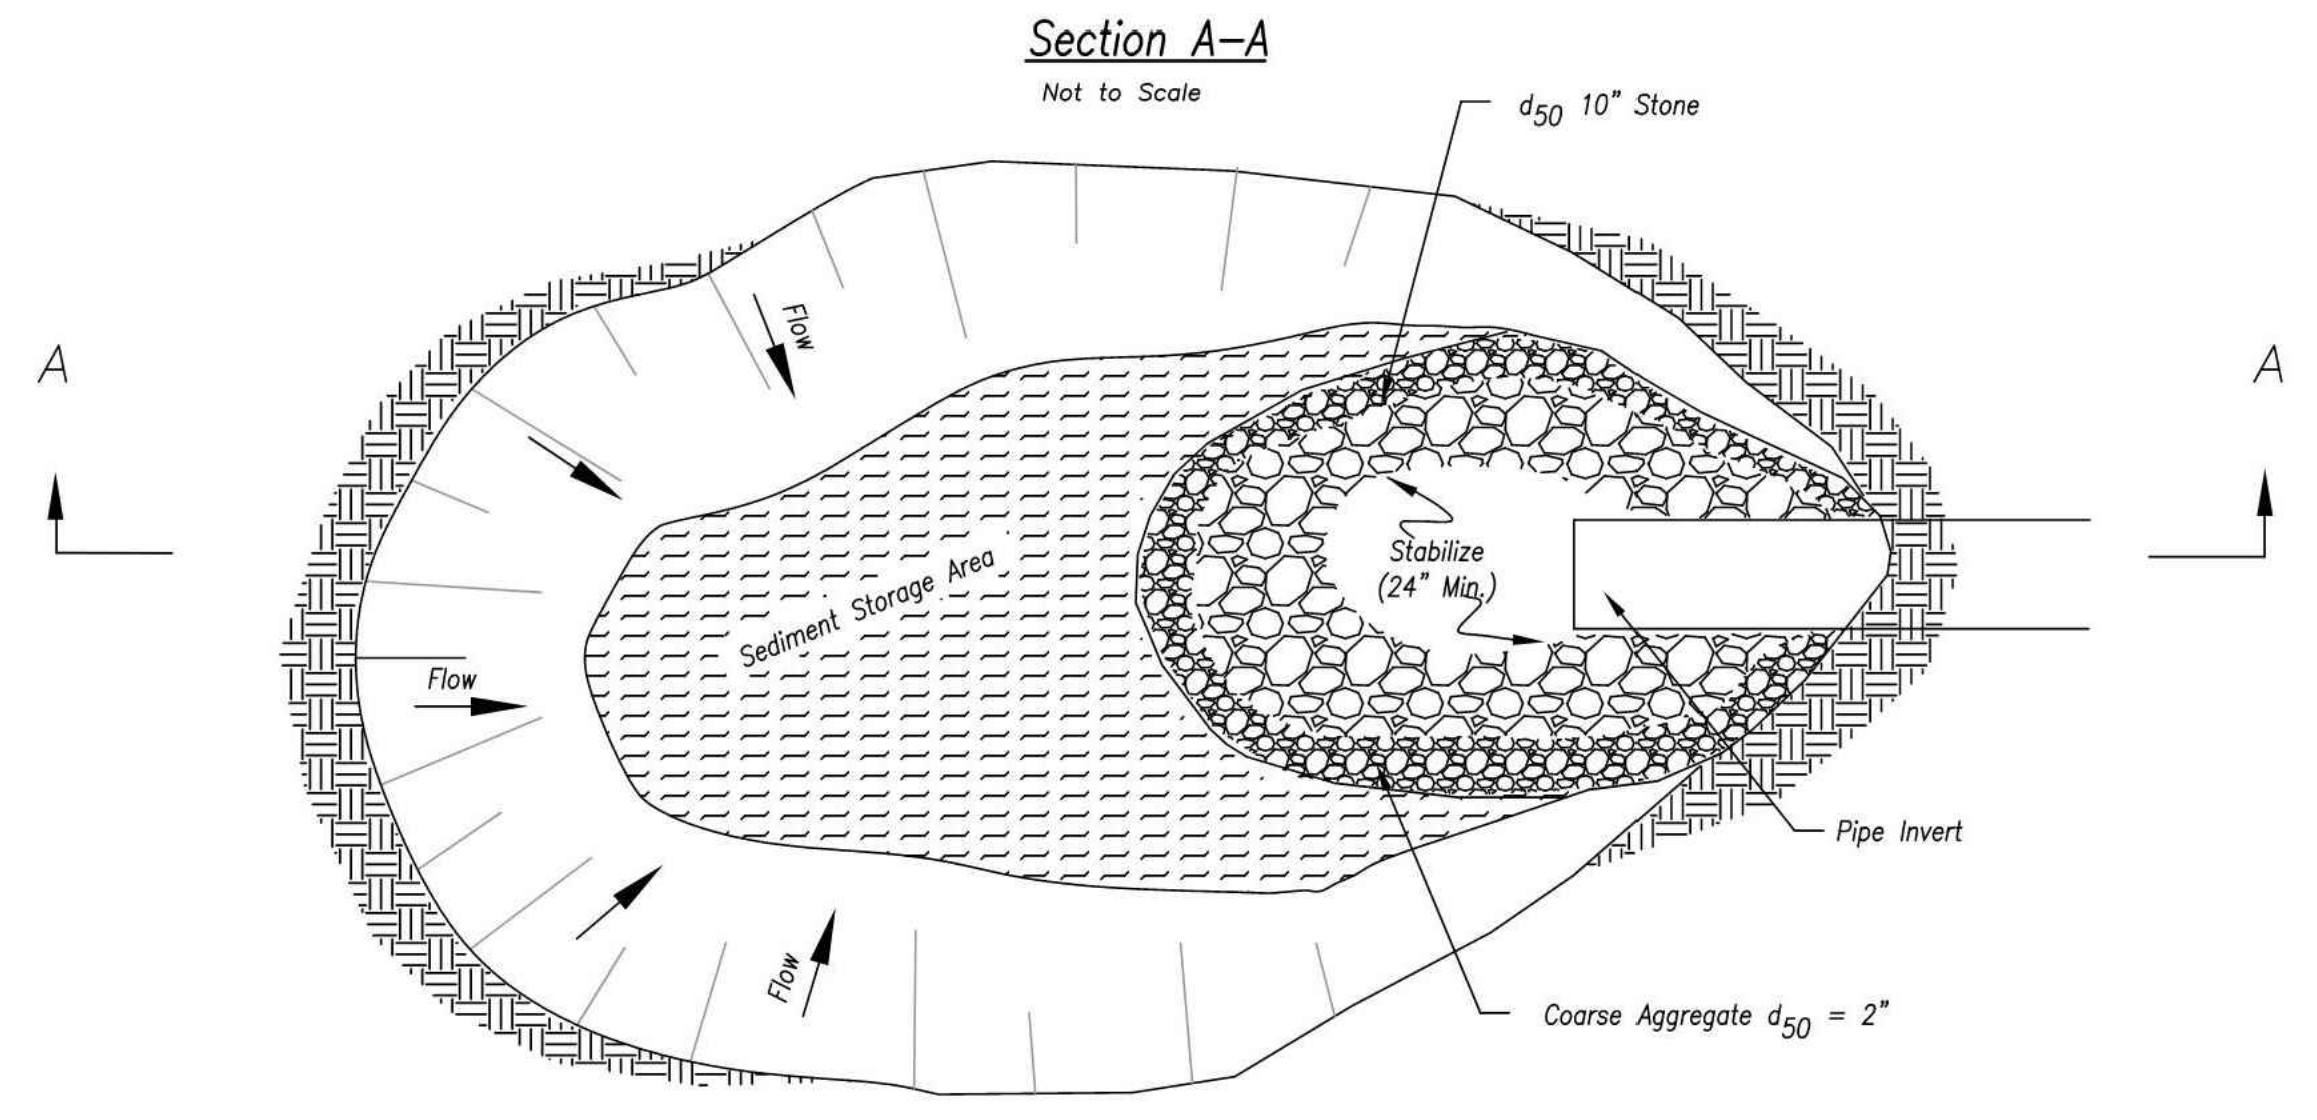 Section A-A
Not to Scale
d50 10" Stone
Flow
A
A
Stabilize
(24" Min.)
Sediment Storage Area
Flow
Pipe Invert
Flow
Coarse Aggregate d50 = 2"